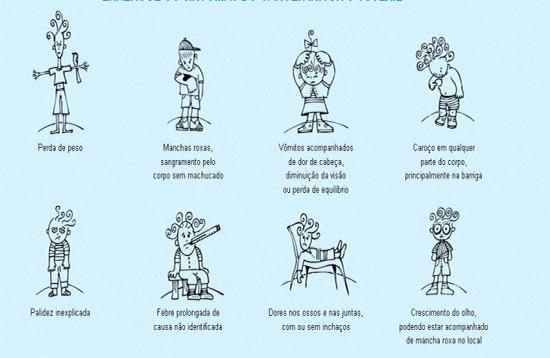 Perda de peso
Manchas roxas,
sangramento pelo
corpo sem machucado
Vômitos acompanhados
de dor de cabeça,
diminuição da visão
ou perda de equilíbrio
Caroço em qualquer
parte do corpo,
principalmente na barriga
Palidez inexplicada
Febre prolongada de
causa não identificada
Dores nos ossos e nas juntas,
com ou sem inchaços
Crescimento do olho,
podendo estar acompanhado
de mancha roxa no local